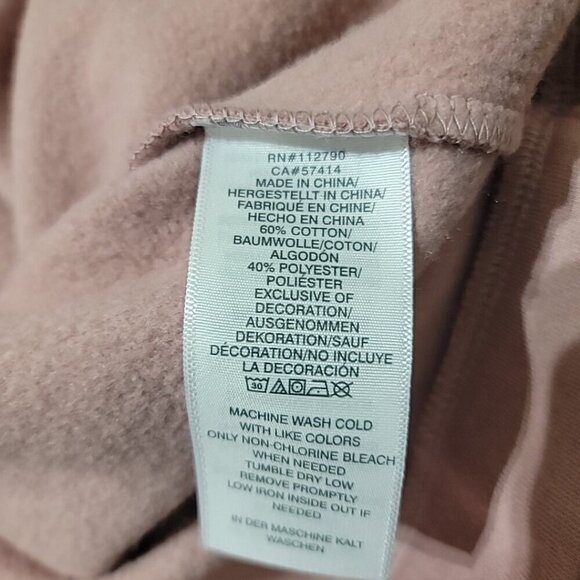 RN#112790
CA#57414
MADE IN CHINA/
HERGESTELLT IN CHINA/
FABRIQUÉ EN CHINE/
HECHO EN CHINA
60% COTTON/
BAUMWOLLE/COTON/
ALGODÓN
40% POLYESTER/
POLIÉSTER
EXCLUSIVE OF
DECORATION/
AUSGENOMMEN
DEKORATION/SAUF
DÉCORATION/NO INCLUYE
LA DECORACIÓN
30
MACHINE WASH COLD
WITH LIKE COLORS
ONLY NON-CHLORINE BLEACH
WHEN NEEDED
TUMBLE DRY LOW
REMOVE PROMPTLY
LOW IRON INSIDE OUT IF
NEEDED
IN DER MASCHINE KALT
WASCHEN